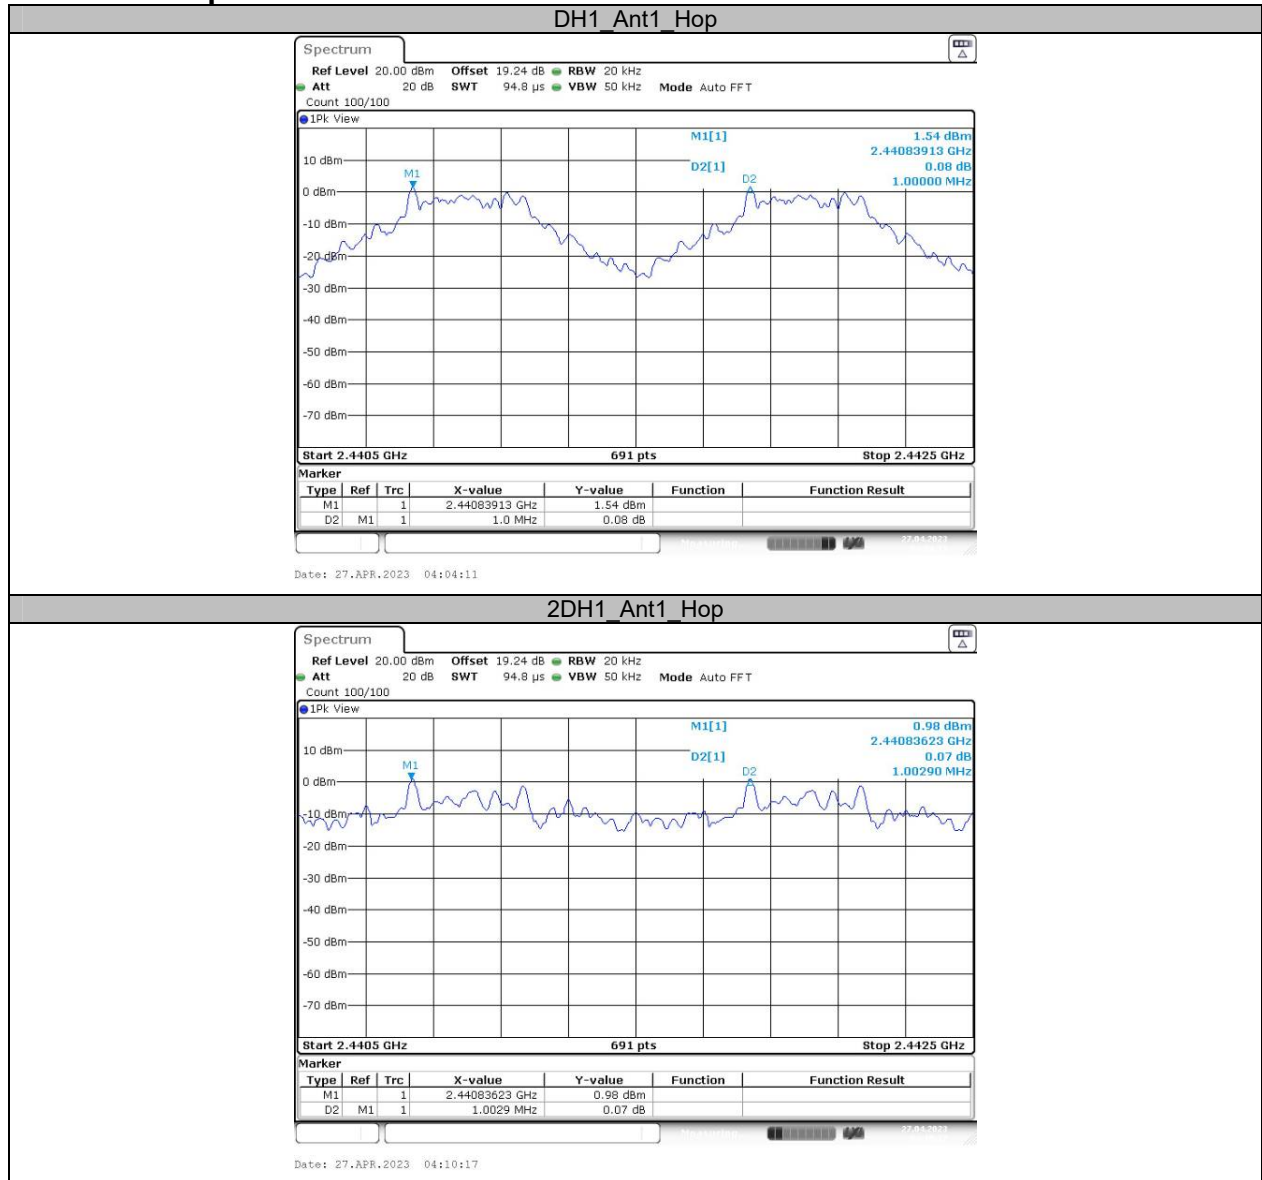 DH1_Ant1_Hop
Spectrum
Ref Level 20.00 dBm Offset 19.24 dB RBW 20 kHz
Att 20 dB SWT 94.8 µs VBW 50 kHz Mode Auto FFT
Count 100/100
1Pk View
M1[1] 1.54 dBm
2.44083913 GHz
D2[1] 0.08 dB
1.00000 MHz
M1
D2
10 dBm
0 dBm
-10 dBm
-20 dBm
-30 dBm
-40 dBm
-50 dBm
-60 dBm
-70 dBm
Start 2.4405 GHz 691 pts Stop 2.4425 GHz
Marker
Type Ref Trc X-value Y-value Function Function Result
M1 1 2.44083913 GHz 1.54 dBm
D2 M1 1 1.0 MHz 0.08 dB
27.04.2023
Date: 27.APR.2023 04:04:11
2DH1_Ant1_Hop
Spectrum
Ref Level 20.00 dBm Offset 19.24 dB RBW 20 kHz
Att 20 dB SWT 94.8 µs VBW 50 kHz Mode Auto FFT
Count 100/100
1Pk View
M1[1] 0.98 dBm
2.44083623 GHz
D2[1] 0.07 dB
1.00290 MHz
M1
D2
10 dBm
0 dBm
-10 dBm
-20 dBm
-30 dBm
-40 dBm
-50 dBm
-60 dBm
-70 dBm
Start 2.4405 GHz 691 pts Stop 2.4425 GHz
Marker
Type Ref Trc X-value Y-value Function Function Result
M1 1 2.44083623 GHz 0.98 dBm
D2 M1 1 1.0029 MHz 0.07 dB
27.04.2023
Date: 27.APR.2023 04:10:17